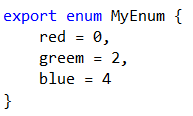 export enum MyEnum {
    red = 0,
    greem = 2,
    blue = 4
}